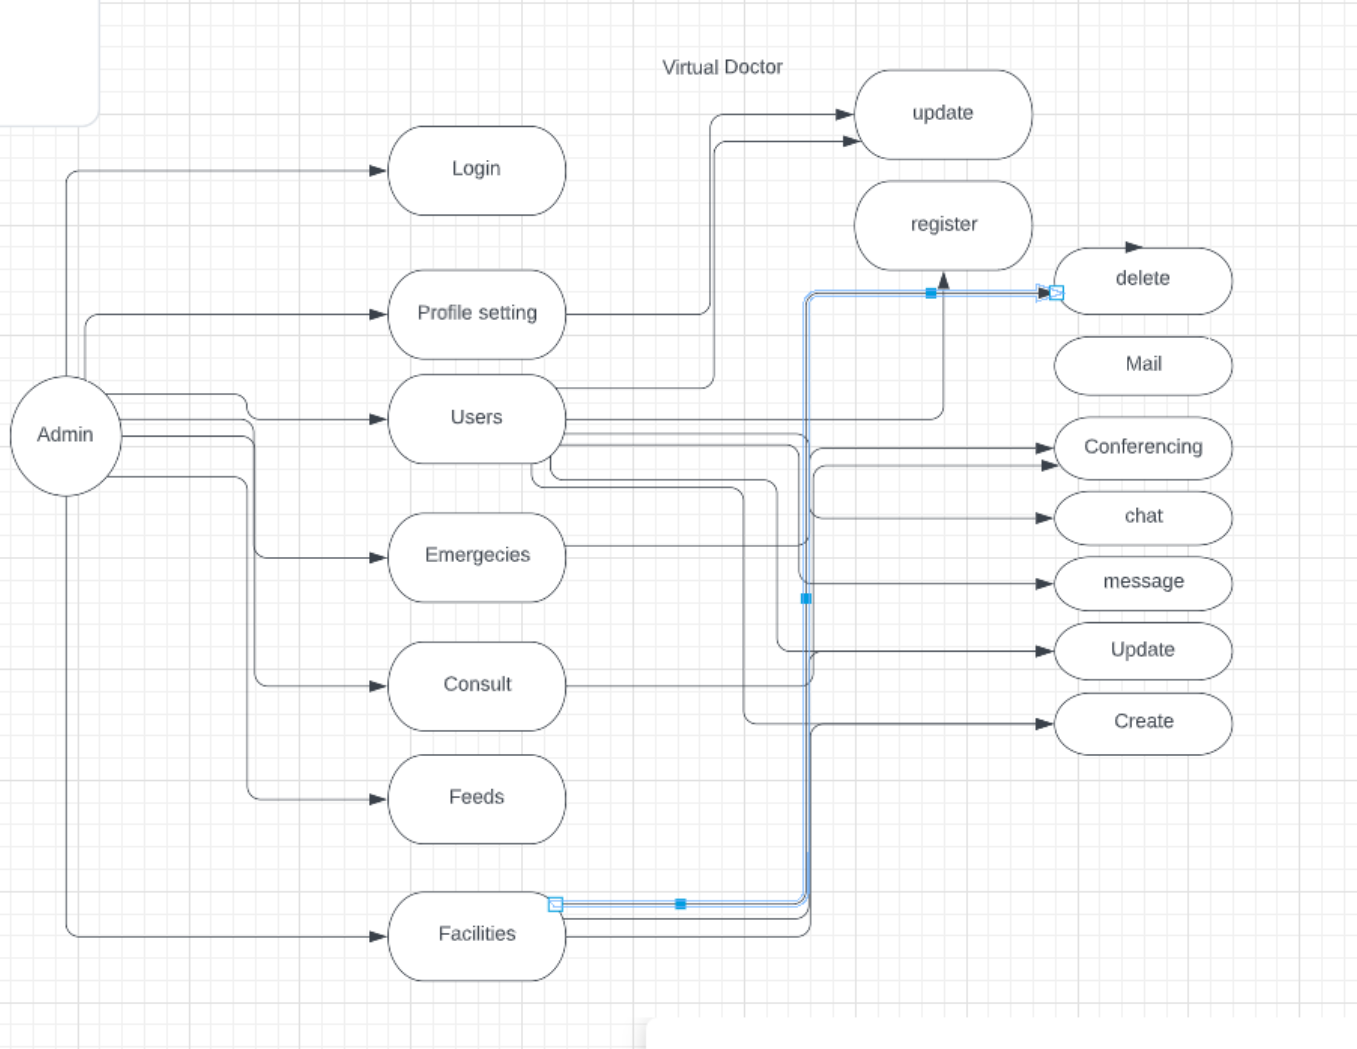 Virtual Doctor
update
Login
register
delete
Profile setting
Mail
Users
Admin
Conferencing
chat
Emergecies
message
Update
Consult
Create
Feeds
Facilities